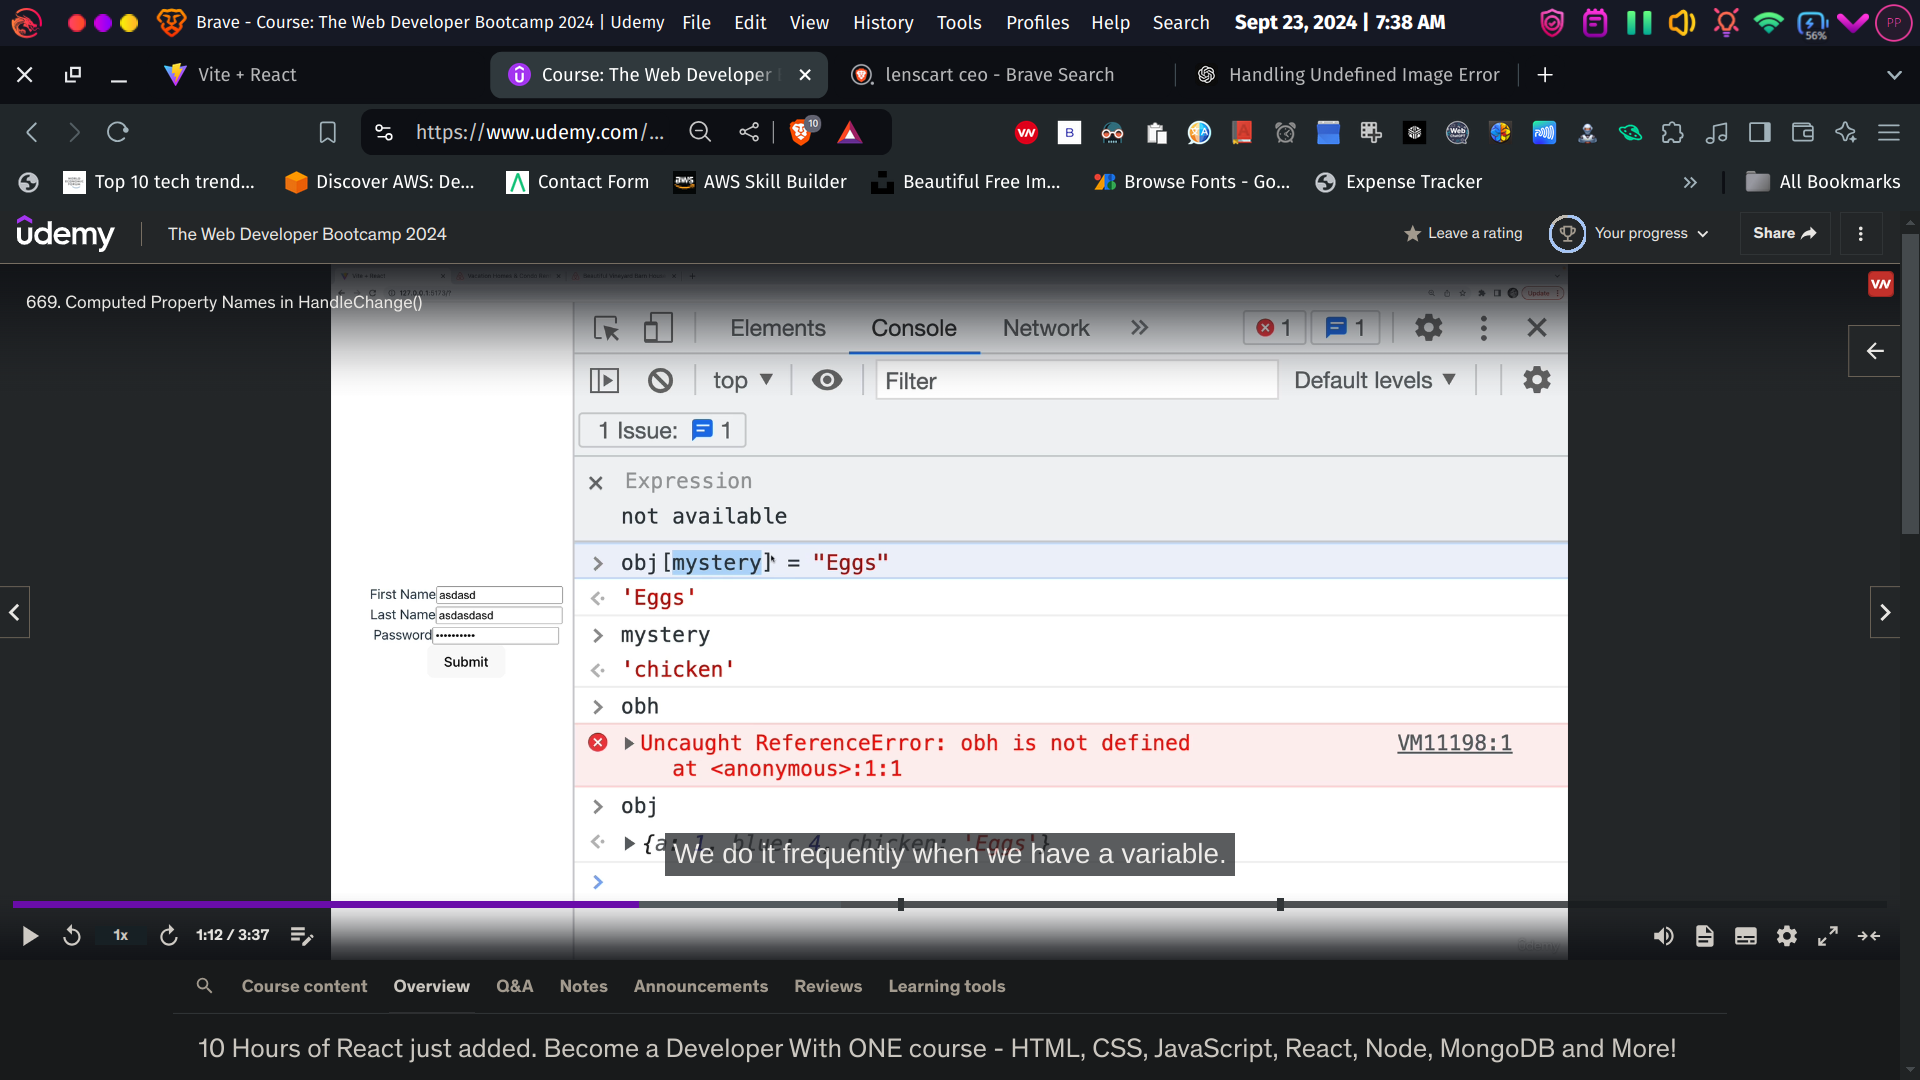 Brave - Course: The Web Developer Bootcamp 2024 | Udemy File Edit View History Tools Profiles Help Search Sept 23, 2024 | 7:38 AM 56% PP
Vite + React Course: The Web Developer lenscart ceo - Brave Search Handling Undefined Image Error
https://www.udemy.com/... 10
Top 10 tech trend... Discover AWS: De... Contact Form AWS Skill Builder Beautiful Free Im... Browse Fonts - Go... Expense Tracker All Bookmarks
udemy The Web Developer Bootcamp 2024 Leave a rating Your progress Share
669. Computed Property Names in HandleChange()
Elements Console Network 1 1
top Filter Default levels
1 Issue: 1
Expression
not available
obj[mystery] = "Eggs"
'Eggs'
mystery
'chicken'
obh
Uncaught ReferenceError: obh is not defined VM11198:1
at <anonymous>:1:1
obj
{a: 1, blue: 4, chicken: 'Eggs'}
We do it frequently when we have a variable.
First Name asdasd
Last Name asdasdasd
Password ••••••••••
Submit
1x 1:12 / 3:37
Course content Overview Q&A Notes Announcements Reviews Learning tools
10 Hours of React just added. Become a Developer With ONE course - HTML, CSS, JavaScript, React, Node, MongoDB and More!